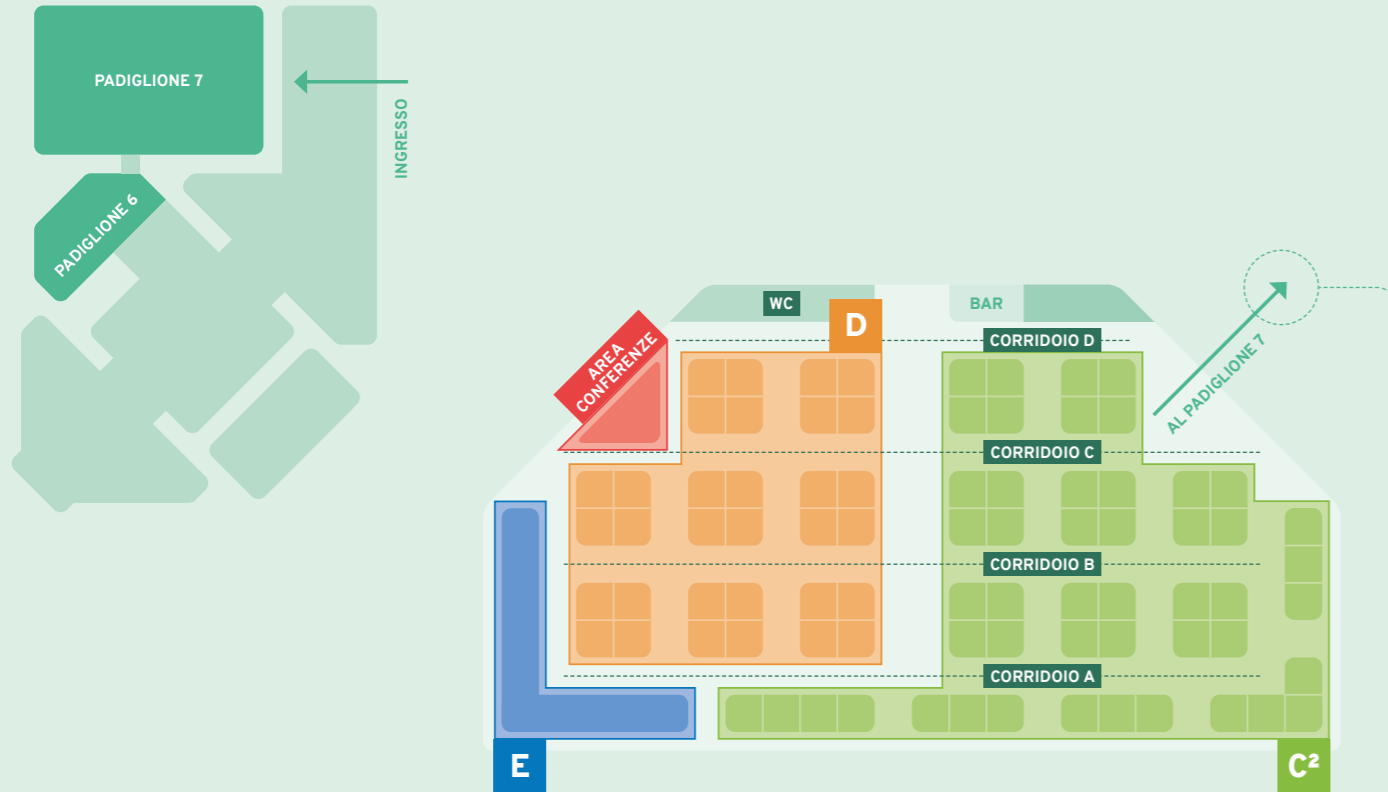 PADIGLIONE 7
INGRESSO
PADIGLIONE 6
WC
D
BAR
AREA
CONFERENZE
CORRIDOIO D
AL PADIGLIONE 7
CORRIDOIO C
CORRIDOIO B
CORRIDOIO A
E
C²